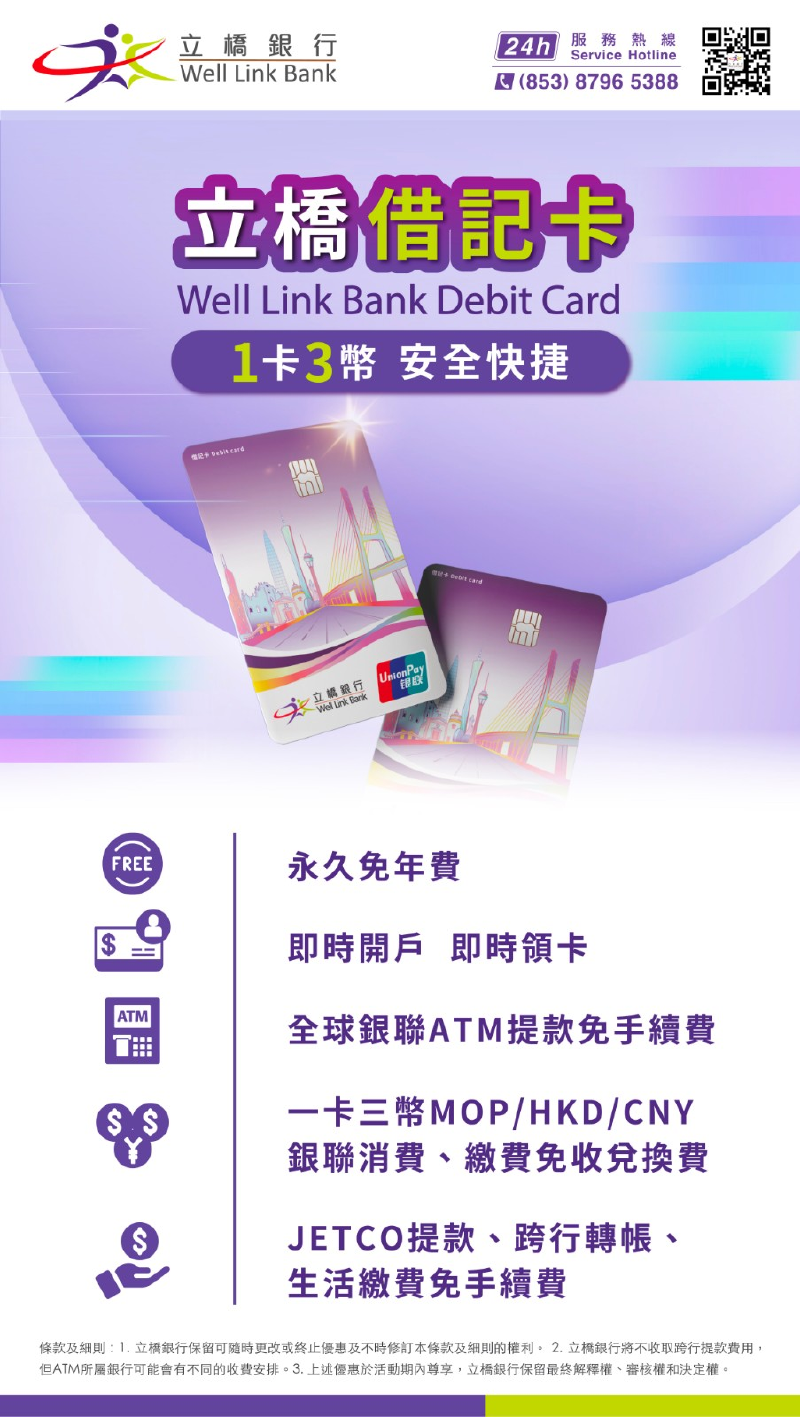 立橋銀行
Well Link Bank
24h 服務熱線
Service Hotline
(853) 8796 5388
立橋借記卡
Well Link Bank Debit Card
1卡3幣 安全快捷
借記卡 Debit card
UnionPay
银联
立橋銀行
Well Link Bank
借記卡 Debit card
FREE
永久免年費
$
即時開戶 即時領卡
ATM
全球銀聯ATM提款免手續費
$ $
¥
一卡三幣MOP/HKD/CNY
銀聯消費、繳費免收兌換費
$
JETCO提款、跨行轉帳、
生活繳費免手續費
條款及細則：1. 立橋銀行保留可隨時更改或終止優惠及不時修訂本條款及細則的權利。 2. 立橋銀行將不收取跨行提款費用，
但ATM所屬銀行可能會有不同的收費安排。3. 上述優惠於活動期內尊享，立橋銀行保留最終解釋權、審核權和決定權。